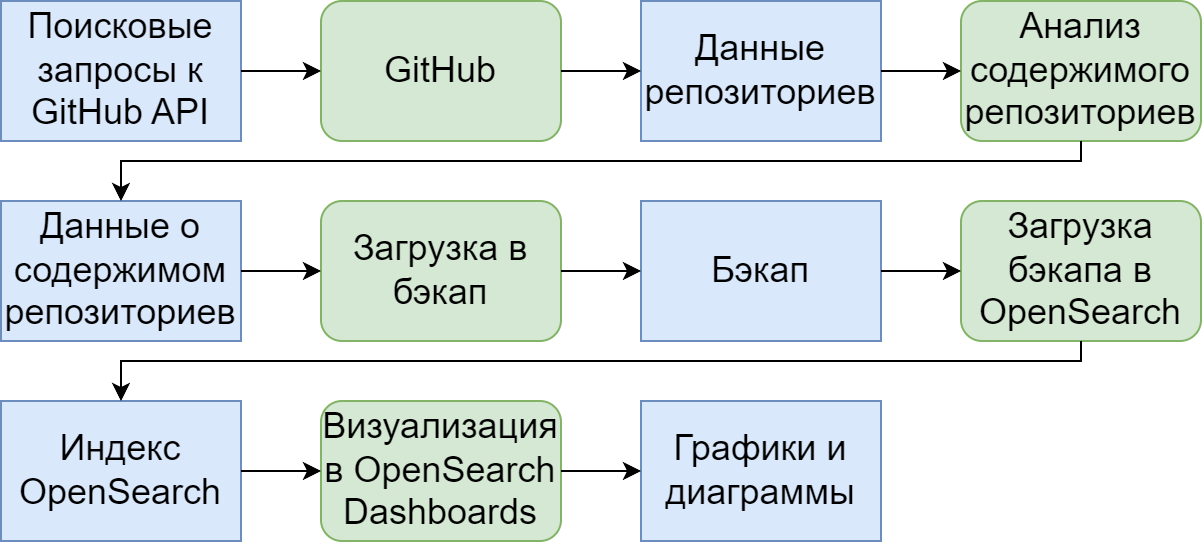 Поисковые
запросы к
GitHub API
GitHub
Данные
репозиториев
Анализ
содержимого
репозиториев
Данные о
содержимом
репозиториев
Загрузка в
бэкап
Бэкап
Загрузка
бэкапа в
OpenSearch
Индекс
OpenSearch
Визуализация
в OpenSearch
Dashboards
Графики и
диаграммы